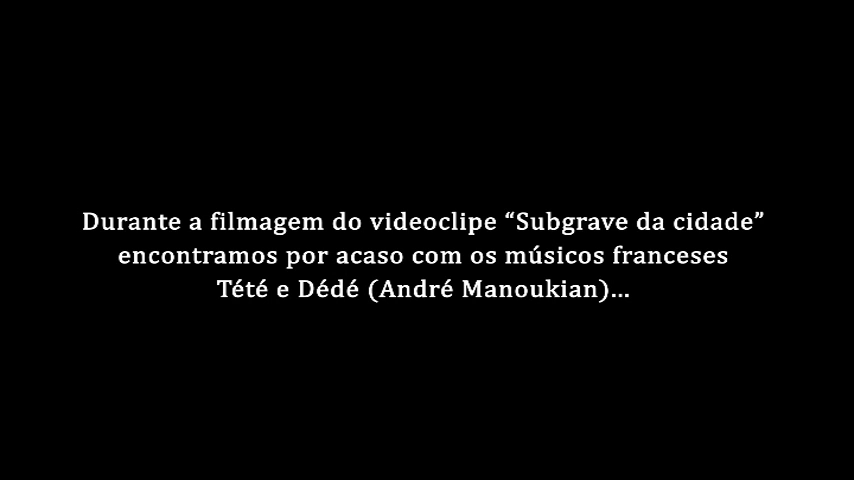 Durante a filmagem do videoclipe “Subgrave da cidade”
encontramos por acaso com os músicos franceses
Tété e Dédé (André Manoukian)...